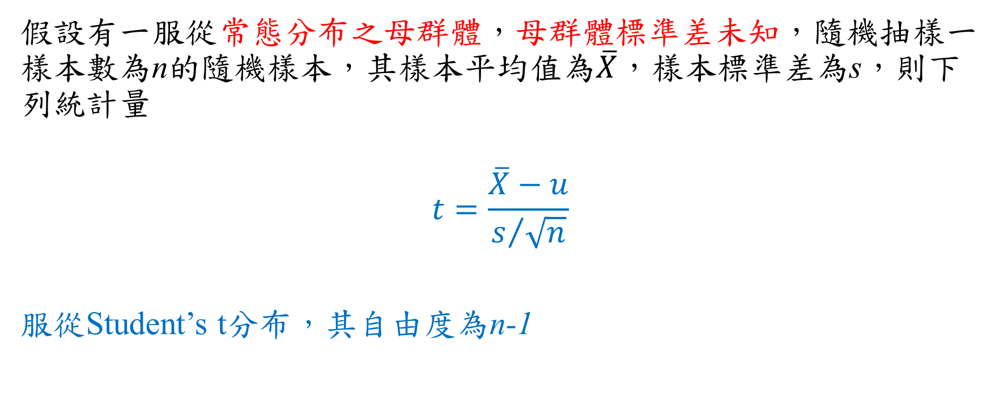 假設有一服從常態分布之母群體，母群體標準差未知，隨機抽樣一
樣本數為n的隨機樣本，其樣本平均值為X̅，樣本標準差為s，則下
列統計量
t = (X̅ − u) / (s/√n)
服從Student’s t分布，其自由度為n-1